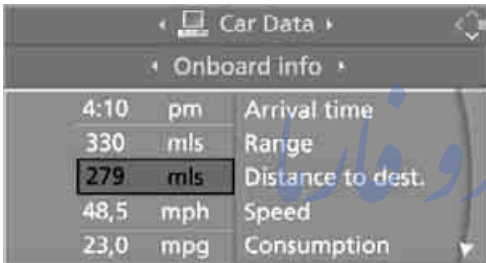 Car Data
Onboard info
4:10 pm Arrival time
330 mls Range
279 mls Distance to dest.
48,5 mph Speed
23,0 mpg Consumption